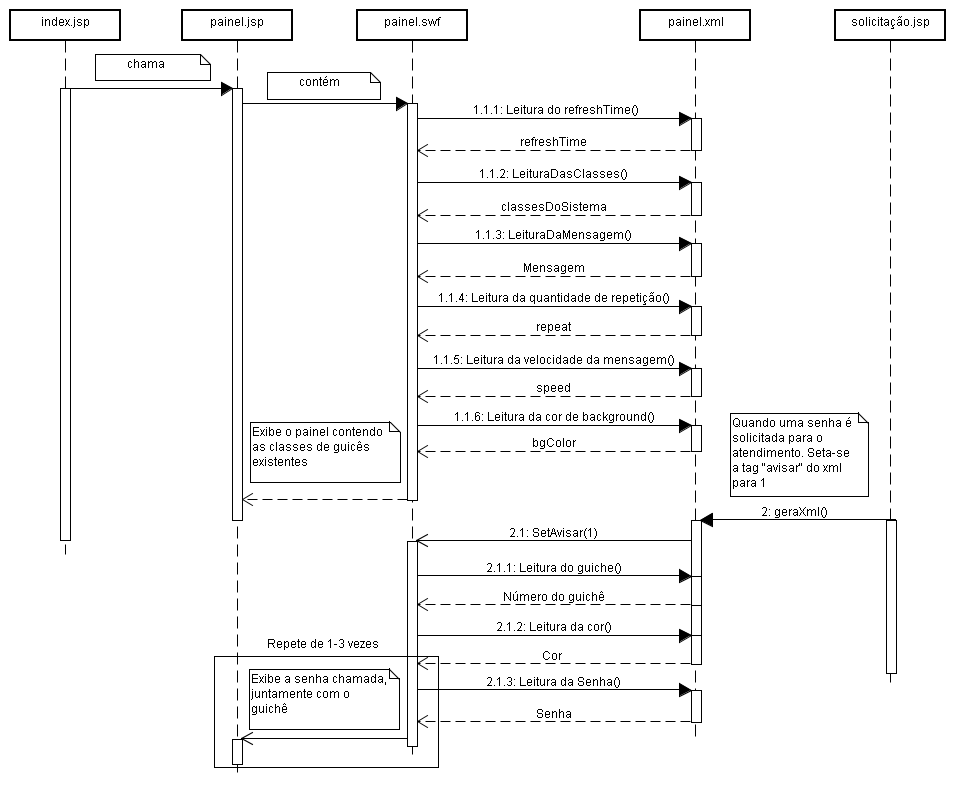 index.jsp
painel.jsp
painel.swf
painel.xml
solicitação.jsp
chama
contém
1.1.1: Leitura do refreshTime()
refreshTime
1.1.2: LeituraDasClasses()
classesDoSistema
1.1.3: LeituraDaMensagem()
Mensagem
1.1.4: Leitura da quantidade de repetição()
repeat
1.1.5: Leitura da velocidade da mensagem()
speed
1.1.6: Leitura da cor de background()
bgColor
Exibe o painel contendo
as classes de guicês
existentes
Quando uma senha é
solicitada para o
atendimento. Seta-se
a tag "avisar" do xml
para 1
2: geraXml()
2.1: SetAvisar(1)
2.1.1: Leitura do guiche()
Número do guichê
2.1.2: Leitura da cor()
Cor
Repete de 1-3 vezes
Exibe a senha chamada,
juntamente com o
guichê
2.1.3: Leitura da Senha()
Senha